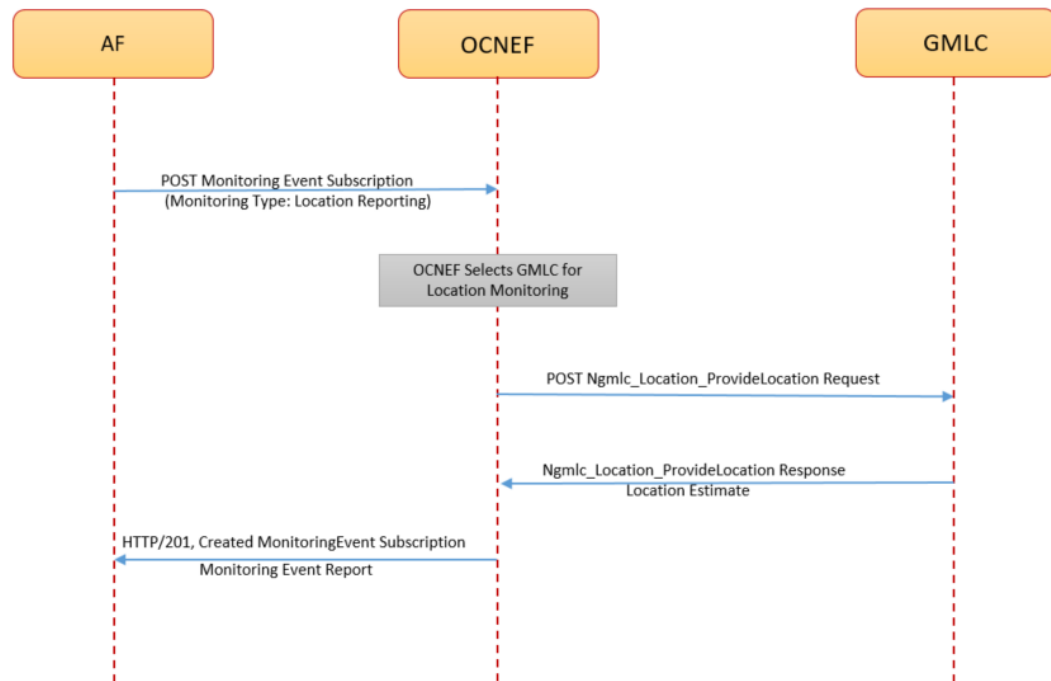 AF
OCNEF
GMLC
POST Monitoring Event Subscription
(Monitoring Type: Location Reporting)
OCNEF Selects GMLC for
Location Monitoring
POST Ngmlc_Location_ProvideLocation Request
Ngmlc_Location_ProvideLocation Response
Location Estimate
HTTP/201, Created MonitoringEvent Subscription
Monitoring Event Report